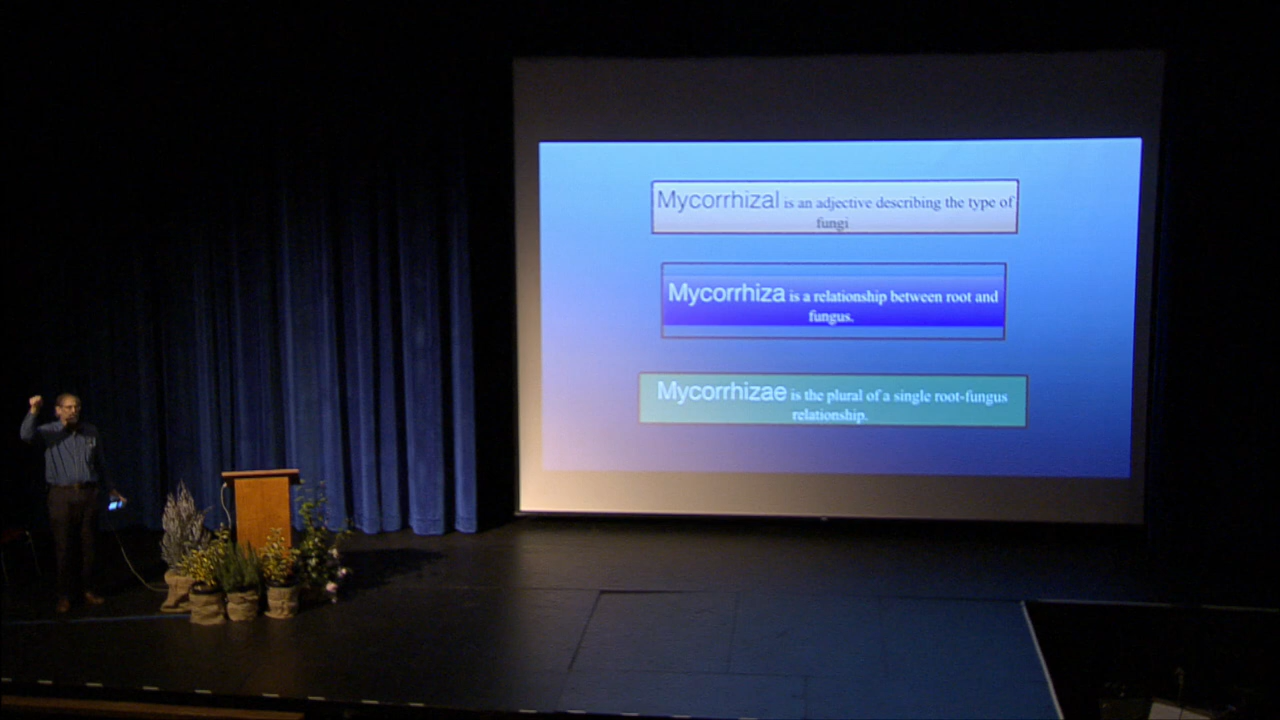 Mycorrhizal is an adjective describing the type of
fungi
Mycorrhiza is a relationship between root and
fungus.
Mycorrhizae is the plural of a single root-fungus
relationship.